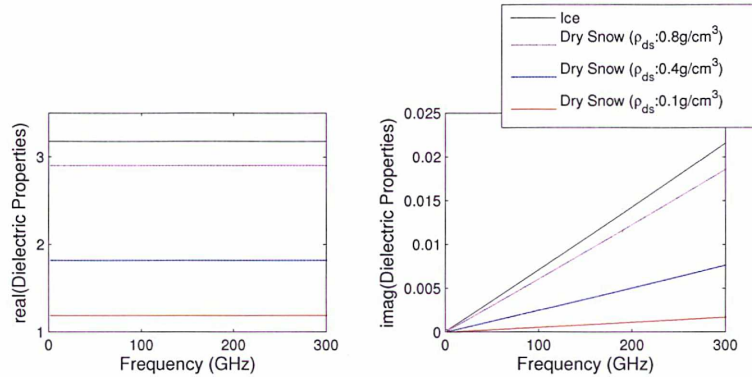 Ice
Dry Snow (ρds:0.8g/cm³)
Dry Snow (ρds:0.4g/cm³)
Dry Snow (ρds:0.1g/cm³)
real(Dielectric Properties)
3
2
1
0
100
200
300
Frequency (GHz)
imag(Dielectric Properties)
0.025
0.02
0.015
0.01
0.005
0
0
100
200
300
Frequency (GHz)